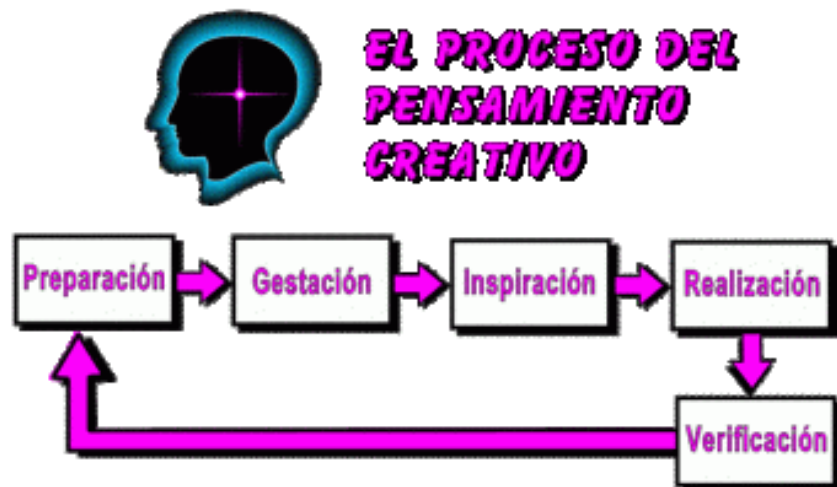 EL PROCESO DEL
PENSAMIENTO
CREATIVO
Preparación
Gestación
Inspiración
Realización
Verificación